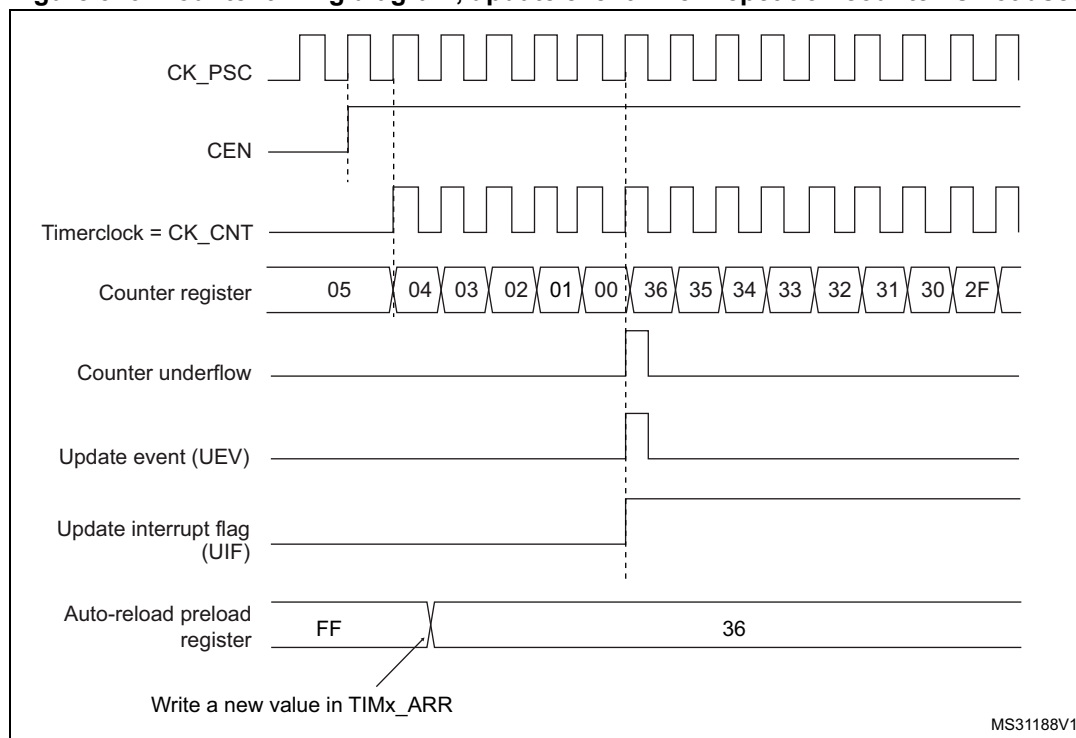 CK_PSC
CEN
Timerclock = CK_CNT
Counter register 05 04 03 02 01 00 36 35 34 33 32 31 30 2F
Counter underflow
Update event (UEV)
Update interrupt flag
(UIF)
Auto-reload preload
register FF 36
Write a new value in TIMx_ARR
MS31188V1